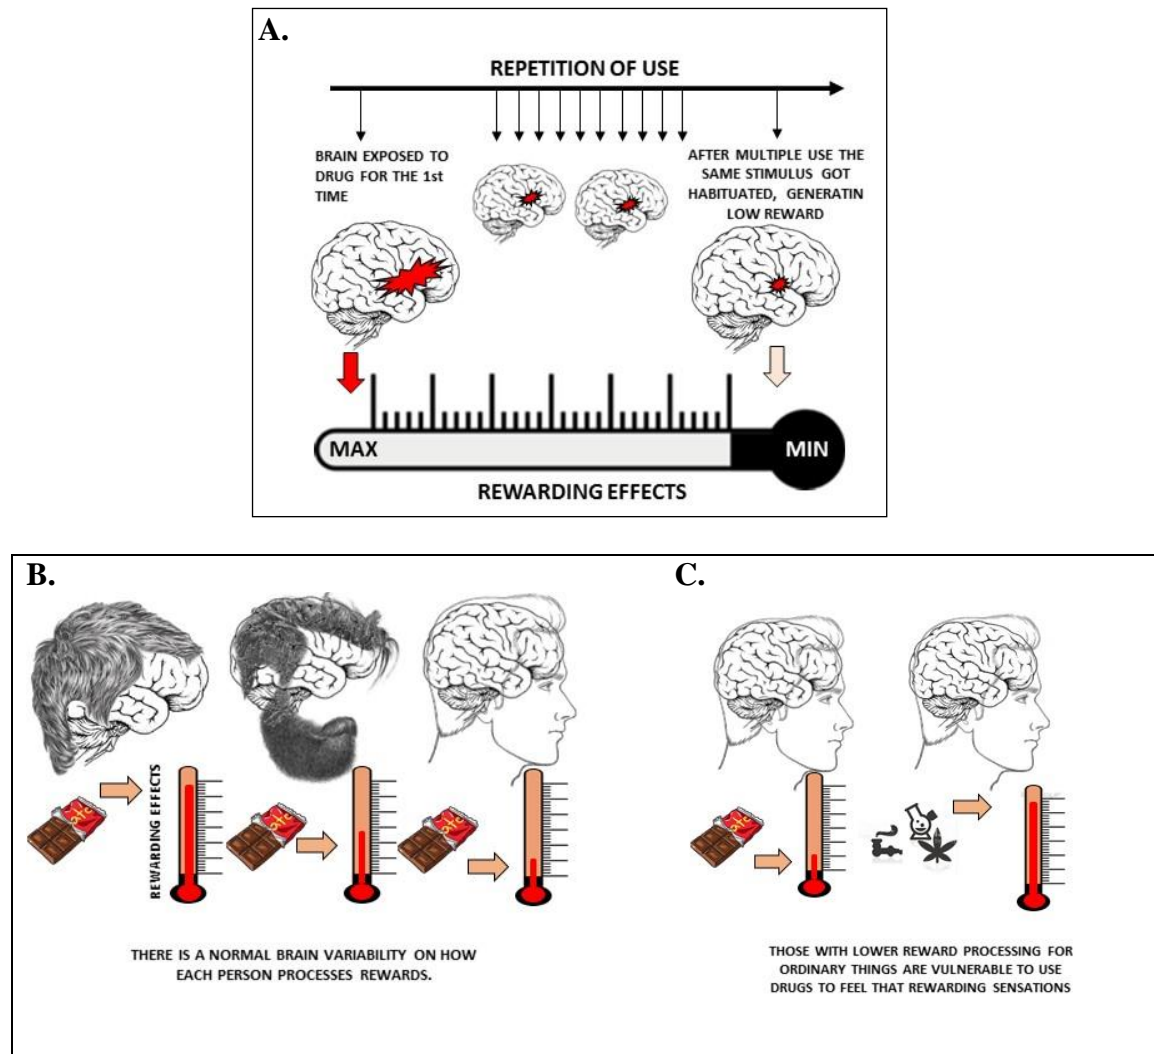 A.
REPETITION OF USE
BRAIN EXPOSED TO
DRUG FOR THE 1st
TIME
AFTER MULTIPLE USE THE
SAME STIMULUS GOT
HABITUATED, GENERATIN
LOW REWARD
MAX
MIN
REWARDING EFFECTS
B.
REWARDING EFFECTS
THERE IS A NORMAL BRAIN VARIABILITY ON HOW
EACH PERSON PROCESSES REWARDS.
C.
THOSE WITH LOWER REWARD PROCESSING FOR
ORDINARY THINGS ARE VULNERABLE TO USE
DRUGS TO FEEL THAT REWARDING SENSATIONS